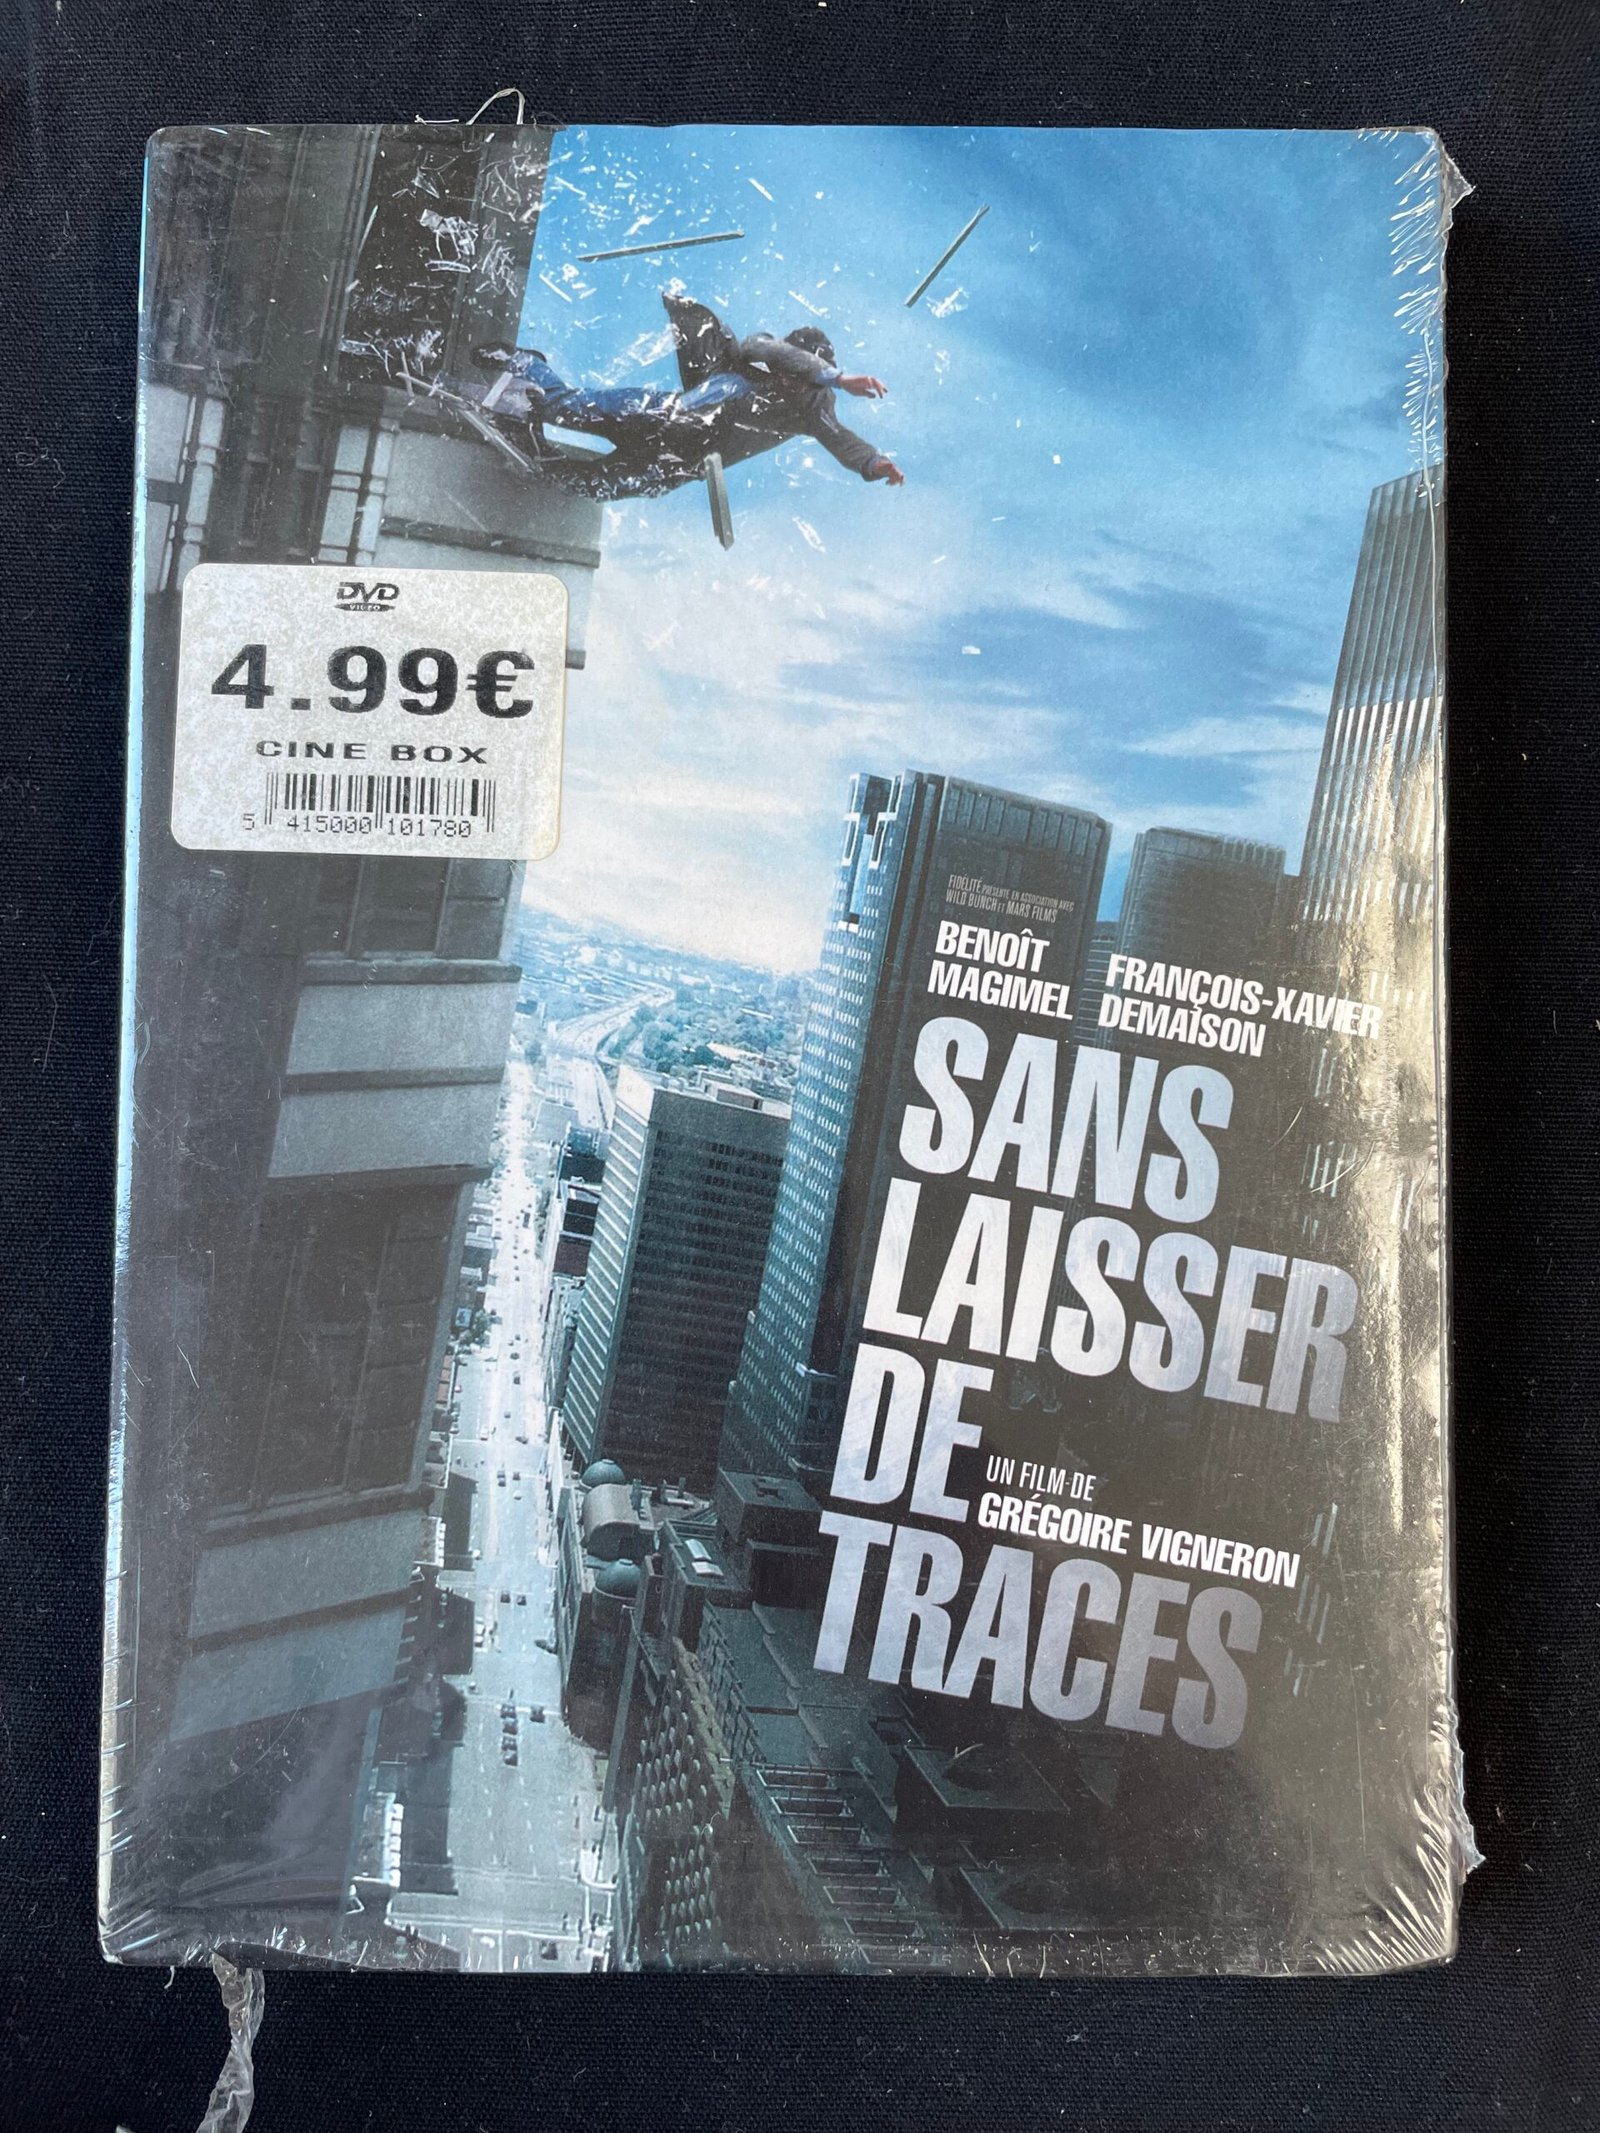 DVD
VIDEO
4.99€
CINE BOX
5 415000 101780
FIDÉLITÉ PRÉSENTE EN ASSOCIATION AVEC
WILD BUNCH ET MARS FILMS
BENOÎT
MAGIMEL
FRANÇOIS-XAVIER
DEMAISON
SANS
LAISSER
DE
UN FILM DE
GRÉGOIRE VIGNERON
TRACES